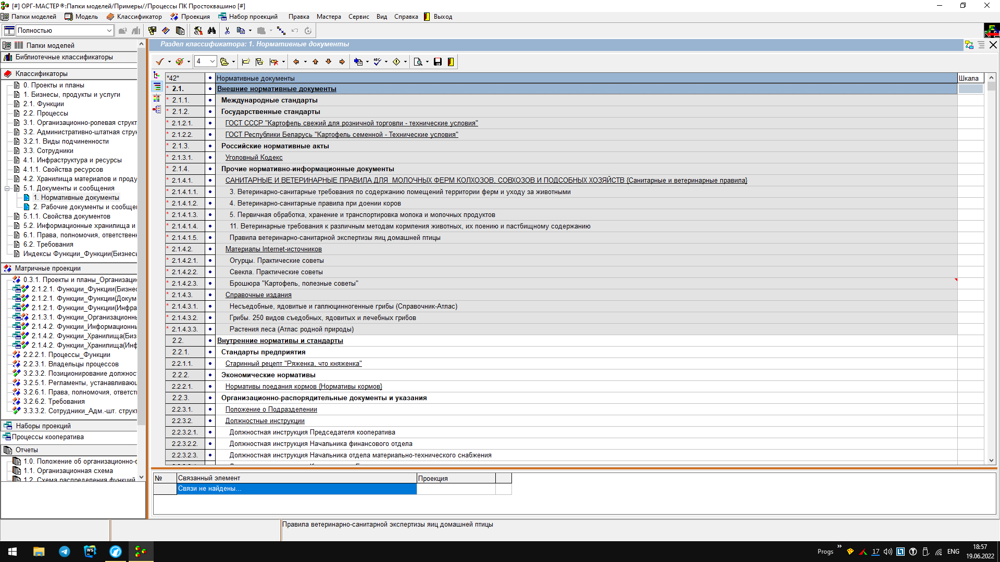 [#] ОРГ-МАСТЕР®:Папки моделей/Примеры//Процессы ПК Простоквашино [#]
Папки моделей Модель Классификатор Проекция Набор проекций Правка Мастера Сервис Вид Справка Выход
Полностью
Папки моделей
Библиотечные классификаторы
Классификаторы
0. Проекты и планы
1. Бизнесы, продукты и услуги
2.1. Функции
2.2. Процессы
3.1. Организационно-ролевая структ
3.2. Административно-штатная стру
3.2.1. Виды подчиненности
3.3. Сотрудники
4.1. Инфраструктура и ресурсы
4.1.1. Свойства ресурсов
4.2. Хранилища материалов и проду
5.1. Документы и сообщения
1. Нормативные документы
2. Рабочие документы и сообще
5.1.1. Свойства документов
5.2. Информационные хранилища и
6.1. Права, полномочия, ответствен
6.2. Требования
Индексы Функции_Функции(Бизнесь
Матричные проекции
0.3.1. Проекты и планы_Организаци
2.1.2.1. Функции_Функции(Бизнес
2.1.2.1. Функции_Функции(Докум
2.1.2.1. Функции_Функции(Инфра
2.1.3.1. Функции_Организационны
2.1.4.2. Функции_Информационны
2.1.4.2. Функции_Хранилища(Биз
2.1.4.2. Функции_Хранилища(Инф
2.2.2.1. Процессы_Функции
2.2.3.1. Владельцы процессов
3.2.3.2. Позиционирование должнос
3.2.5.1. Регламенты, устанавливающ
3.2.6.1. Права, полномочия, ответст
3.2.6.2. Требования
3.3.3.2. Сотрудники_Адм.-шт. структ
Наборы проекций
Процессы кооператива
Отчеты
1.0. Положение об организационно-с
1.1. Организационная схема
1.2. Схема распределения функций
Раздел классификатора: 1. Нормативные документы
4
*42* Нормативные документы Шкала
* 2.1. Внешние нормативные документы
* 2.1.1. Международные стандарты
* 2.1.2. Государственные стандарты
* 2.1.2.1. ГОСТ СССР "Картофель свежий для розничной торговли - технические условия"
* 2.1.2.2. ГОСТ Республики Беларусь "Картофель семенной - Технические условия"
* 2.1.3. Российские нормативные акты
* 2.1.3.1. Уголовный Кодекс
* 2.1.4. Прочие нормативно-информационные документы
* 2.1.4.1. САНИТАРНЫЕ И ВЕТЕРИНАРНЫЕ ПРАВИЛА ДЛЯ МОЛОЧНЫХ ФЕРМ КОЛХОЗОВ, СОВХОЗОВ И ПОДСОБНЫХ ХОЗЯЙСТВ {Санитарные и ветеринарные правила}
* 2.1.4.1.1. 3. Ветеринарно-санитарные требования по содержанию помещений территории ферм и уходу за животными
* 2.1.4.1.2. 4. Ветеринарно-санитарные правила при доении коров
* 2.1.4.1.3. 5. Первичная обработка, хранение и транспортировка молока и молочных продуктов
* 2.1.4.1.4. 11. Ветеринарные требования к различным методам кормления животных, их поению и пастбищному содержанию
* 2.1.4.1.5. Правила ветеринарно-санитарной экспертизы яиц домашней птицы
* 2.1.4.2. Материалы Internet-источников
* 2.1.4.2.1. Огурцы. Практические советы
* 2.1.4.2.2. Свекла. Практические советы
* 2.1.4.2.3. Брошюра "Картофель, полезные советы"
* 2.1.4.3. Справочные издания
* 2.1.4.3.1. Несъедобные, ядовитые и галлюцинногенные грибы (Справочник-Атлас)
* 2.1.4.3.2. Грибы. 250 видов съедобных, ядовитых и лечебных грибов
* 2.1.4.3.3. Растения леса (Атлас родной природы)
2.2. Внутренние нормативы и стандарты
2.2.1. Стандарты предприятия
2.2.1.1. Старинный рецепт "Ряженка, что княженка"
2.2.2. Экономические нормативы
2.2.2.1. Нормативы поедания кормов {Нормативы кормов}
2.2.3. Организационно-распорядительные документы и указания
2.2.3.1. Положение о Подразделении
2.2.3.2. Должностные инструкции
2.2.3.2.1. Должностная инструкция Председателя кооператива
2.2.3.2.2. Должностная инструкция Начальника финансового отдела
2.2.3.2.3. Должностная инструкция Начальника отдела материально-технического снабжения
№ Связанный элемент Проекция
Связи не найдены...
Правила ветеринарно-санитарной экспертизы яиц домашней птицы
Progs 17 ENG 18:57
19.06.2022